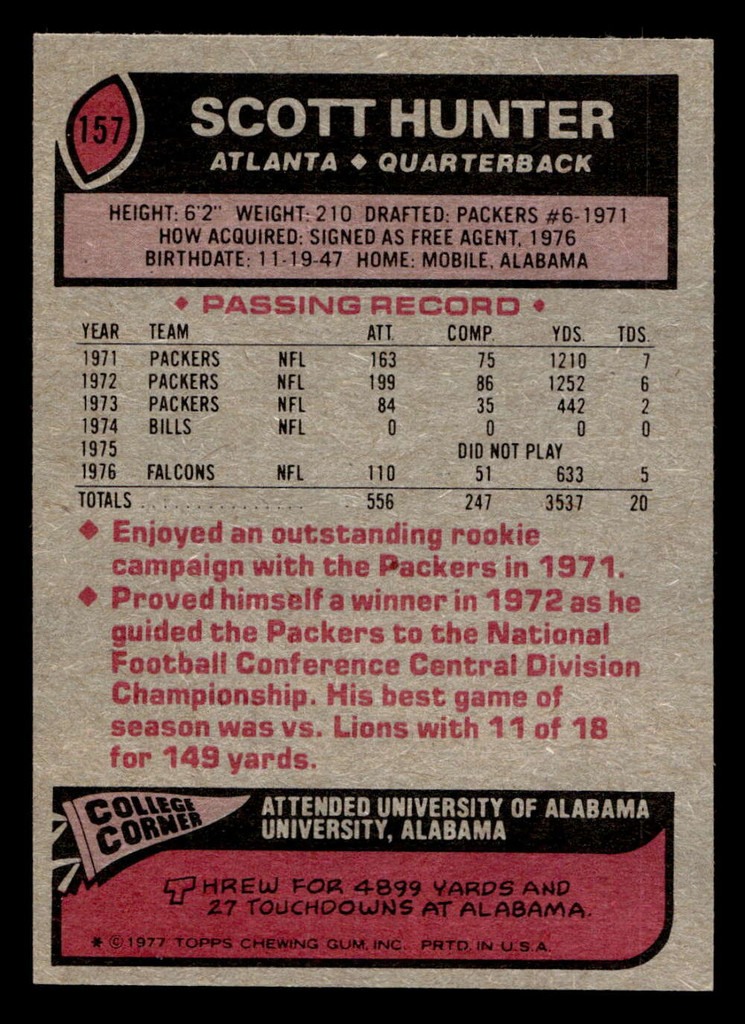 157
SCOTT HUNTER
ATLANTA ♦ QUARTERBACK
HEIGHT: 6'2" WEIGHT: 210 DRAFTED: PACKERS #6-1971
HOW ACQUIRED: SIGNED AS FREE AGENT, 1976
BIRTHDATE: 11-19-47 HOME: MOBILE, ALABAMA
♦ PASSING RECORD ♦
YEAR TEAM ATT. COMP. YDS. TDS.
1971 PACKERS NFL 163 75 1210 7
1972 PACKERS NFL 199 86 1252 6
1973 PACKERS NFL 84 35 442 2
1974 BILLS NFL 0 0 0 0
1975 DID NOT PLAY
1976 FALCONS NFL 110 51 633 5
TOTALS . . . . . . . . . . . . . . . 556 247 3537 20
♦ Enjoyed an outstanding rookie
campaign with the Packers in 1971.
♦ Proved himself a winner in 1972 as he
guided the Packers to the National
Football Conference Central Division
Championship. His best game of
season was vs. Lions with 11 of 18
for 149 yards.
COLLEGE
CORNER
ATTENDED UNIVERSITY OF ALABAMA
UNIVERSITY, ALABAMA
THREW FOR 4899 YARDS AND
27 TOUCHDOWNS AT ALABAMA.
* ©1977 TOPPS CHEWING GUM, INC. PRTD. IN U.S.A.